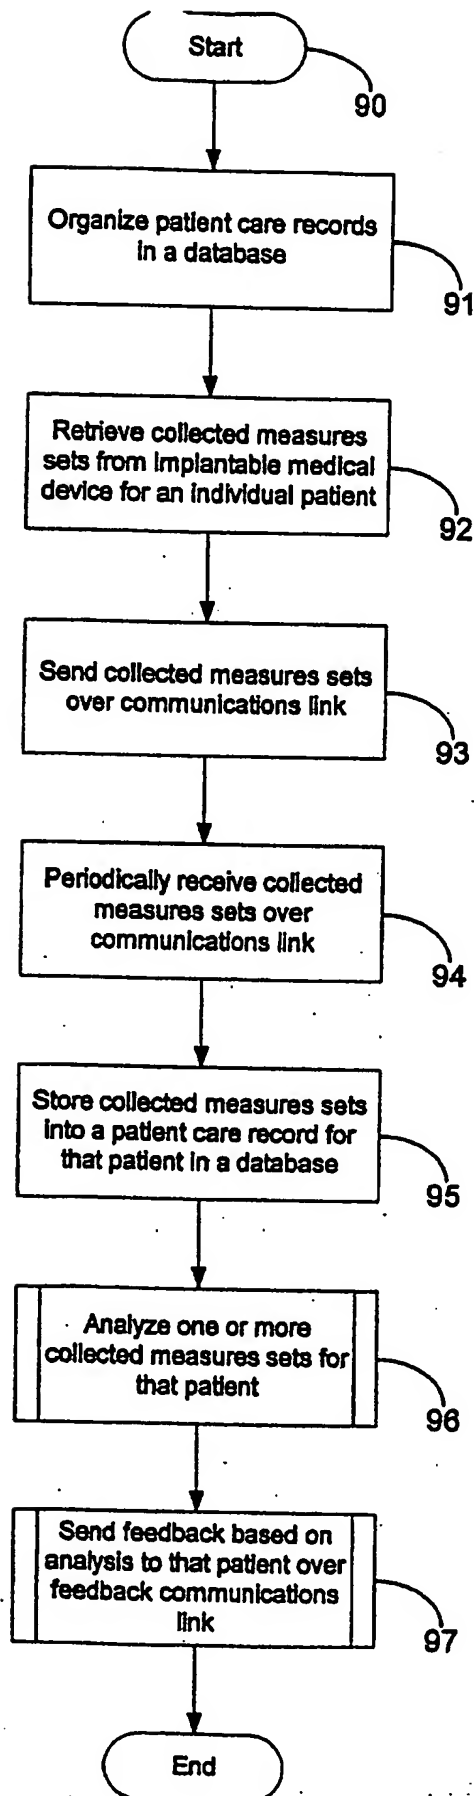 Start
90
Organize patient care records
in a database
91
Retrieve collected measures
sets from implantable medical
device for an individual patient
92
Send collected measures sets
over communications link
93
Periodically receive collected
measures sets over
communications link
94
Store collected measures sets
into a patient care record for
that patient in a database
95
Analyze one or more
collected measures sets for
that patient
96
Send feedback based on
analysis to that patient over
feedback communications
link
97
End